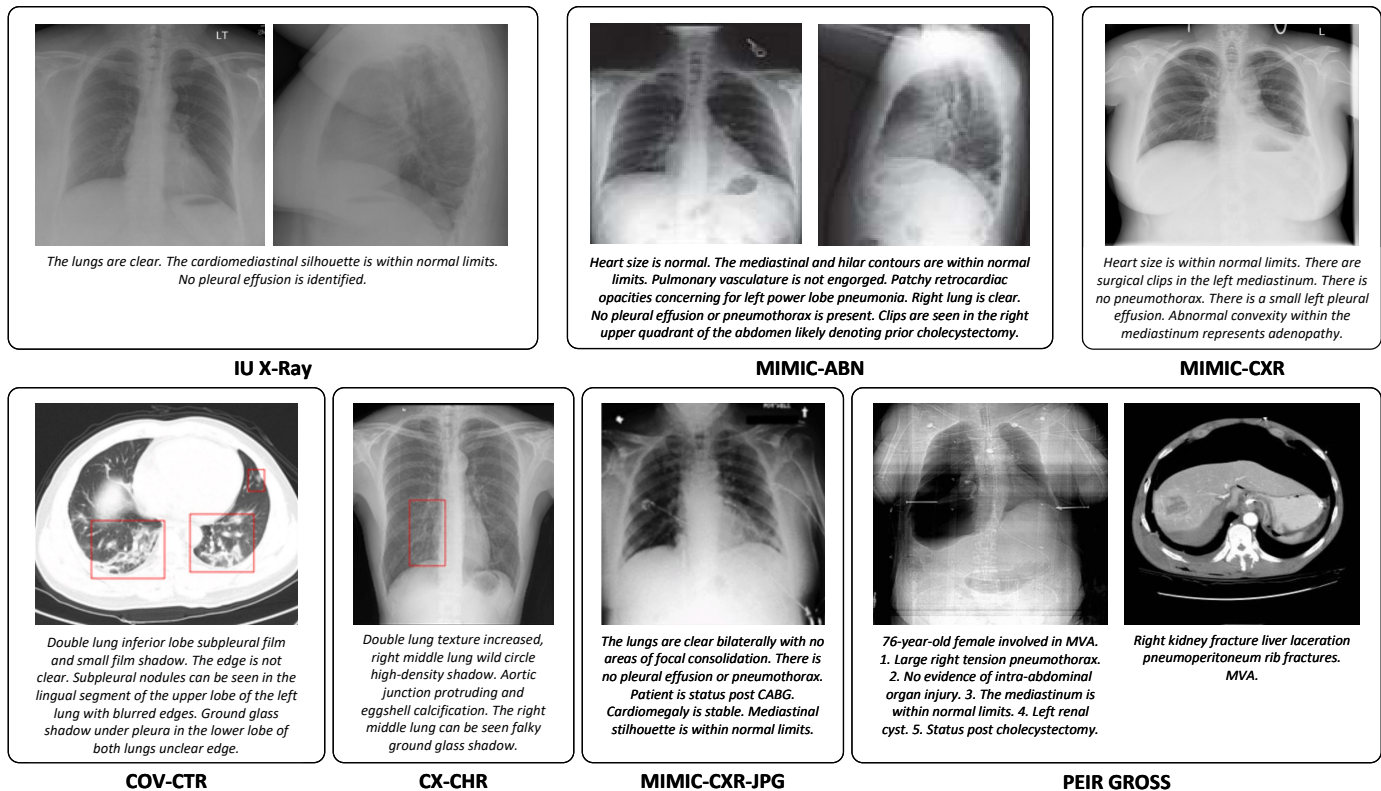 LT
The lungs are clear. The cardiomediastinal silhouette is within normal limits.
No pleural effusion is identified.
IU X-Ray
Heart size is normal. The mediastinal and hilar contours are within normal
limits. Pulmonary vasculature is not engorged. Patchy retrocardiac
opacities concerning for left power lobe pneumonia. Right lung is clear.
No pleural effusion or pneumothorax is present. Clips are seen in the right
upper quadrant of the abdomen likely denoting prior cholecystectomy.
MIMIC-ABN
L
Heart size is within normal limits. There are
surgical clips in the left mediastinum. There is
no pneumothorax. There is a small left pleural
effusion. Abnormal convexity within the
mediastinum represents adenopathy.
MIMIC-CXR
Double lung inferior lobe subpleural film
and small film shadow. The edge is not
clear. Subpleural nodules can be seen in the
lingual segment of the upper lobe of the left
lung with blurred edges. Ground glass
shadow under pleura in the lower lobe of
both lungs unclear edge.
COV-CTR
Double lung texture increased,
right middle lung wild circle
high-density shadow. Aortic
junction protruding and
eggshell calcification. The right
middle lung can be seen falky
ground glass shadow.
CX-CHR
The lungs are clear bilaterally with no
areas of focal consolidation. There is
no pleural effusion or pneumothorax.
Patient is status post CABG.
Cardiomegaly is stable. Mediastinal
stilhouette is within normal limits.
MIMIC-CXR-JPG
76-year-old female involved in MVA.
1. Large right tension pneumothorax.
2. No evidence of intra-abdominal
organ injury. 3. The mediastinum is
within normal limits. 4. Left renal
cyst. 5. Status post cholecystectomy.
Right kidney fracture liver laceration
pneumoperitoneum rib fractures.
MVA.
PEIR GROSS